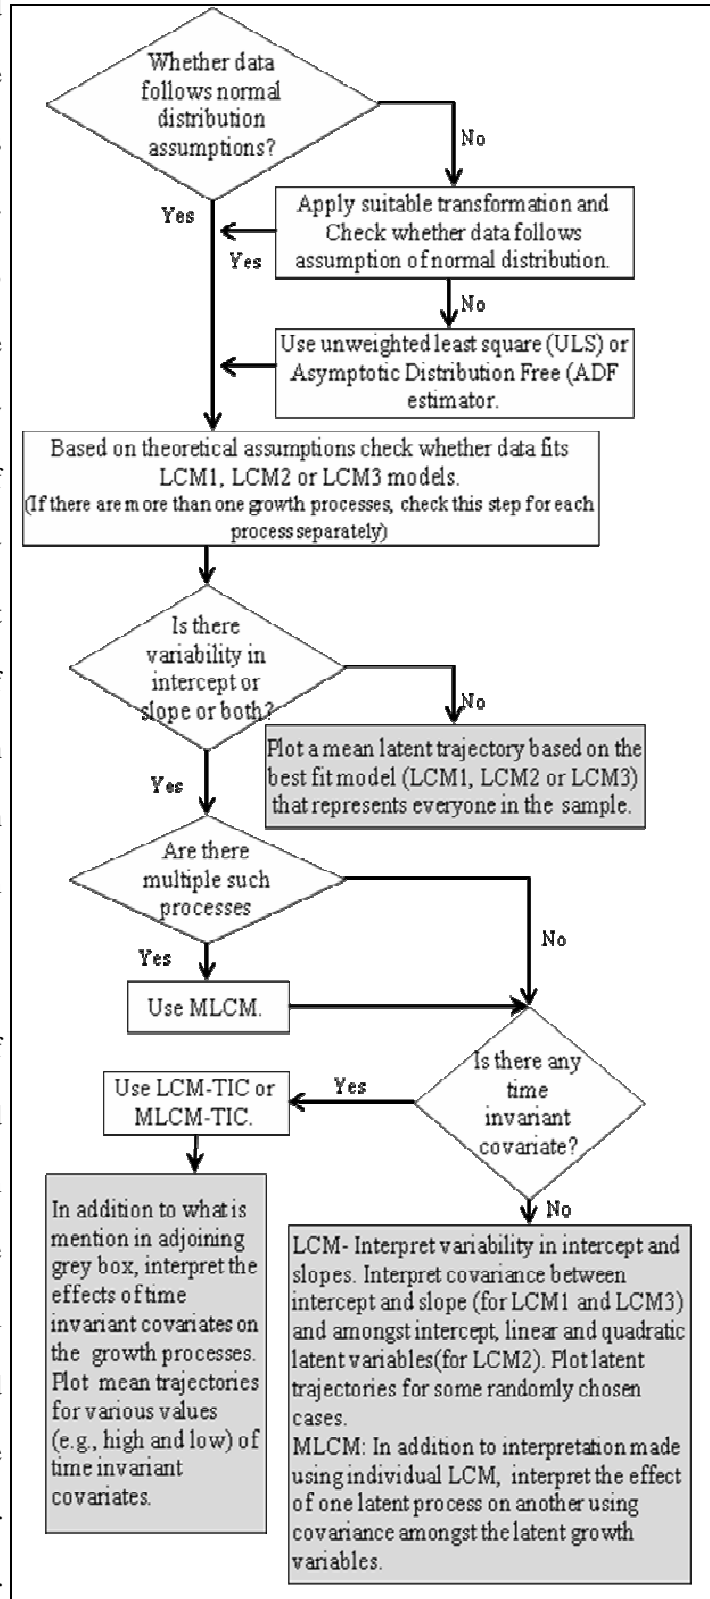 Whether data
follows normal
distribution
assumptions?
No
Yes
Apply suitable transformation and
Check whether data follows
assumption of normal distribution.
Yes
No
Use unweighted least square (ULS) or
Asymptotic Distribution Free (ADF
estimator.
Based on theoretical assumptions check whether data fits
LCM1, LCM2 or LCM3 models.
(If there are more than one growth processes, check this step for each
process separately)
Is there
variability in
intercept or
slope or both?
No
Plot a mean latent trajectory based on the
best fit model (LCM1, LCM2 or LCM3)
that represents everyone in the sample.
Yes
Are there
multiple such
processes
No
Yes
Use MLCM.
Is there any
time
invariant
covariate?
Yes
Use LCM-TIC or
MLCM-TIC.
No
In addition to what is
mention in adjoining
grey box, interpret the
effects of time
invariant covariates on
the growth processes.
Plot mean trajectories
for various values
(e.g., high and low) of
time invariant
covariates.
LCM- Interpret variability in intercept and
slopes. Interpret covariance between
intercept and slope (for LCM1 and LCM3)
and amongst intercept, linear and quadratic
latent variables(for LCM2). Plot latent
trajectories for some randomly chosen
cases.
MLCM: In addition to interpretation made
using individual LCM, interpret the effect
of one latent process on another using
covariance amongst the latent growth
variables.